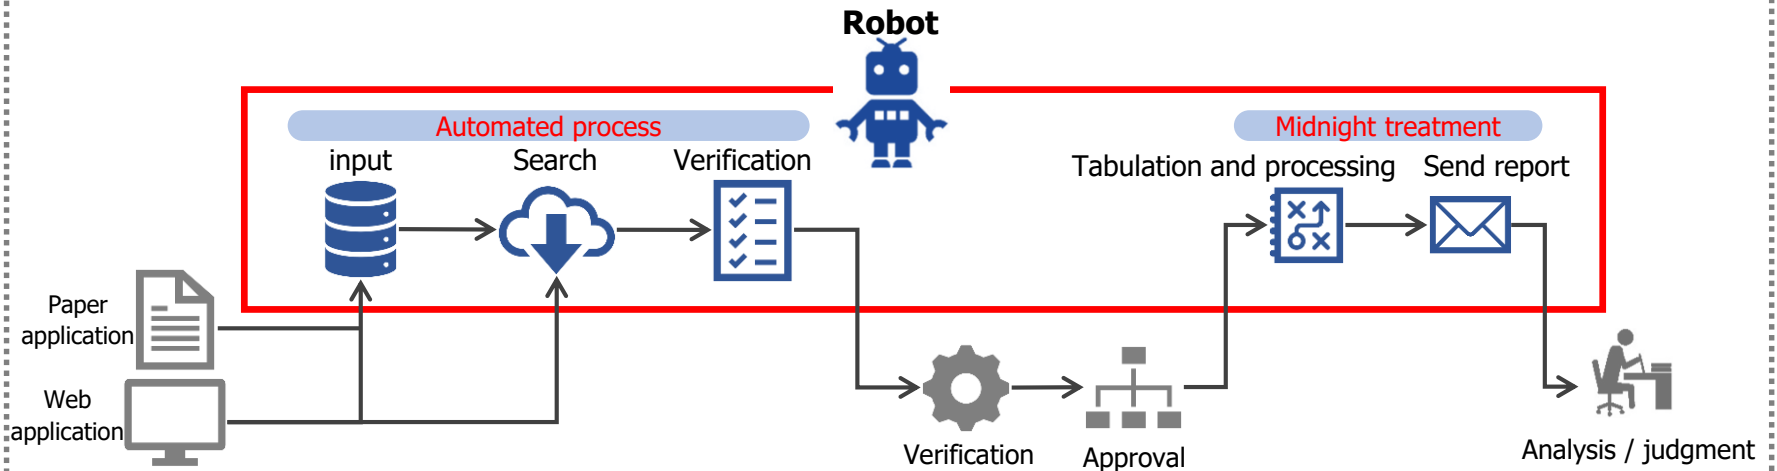 Robot
Automated process
Midnight treatment
input
Search
Verification
Tabulation and processing
Send report
Paper
application
Web
application
Verification
Approval
Analysis / judgment